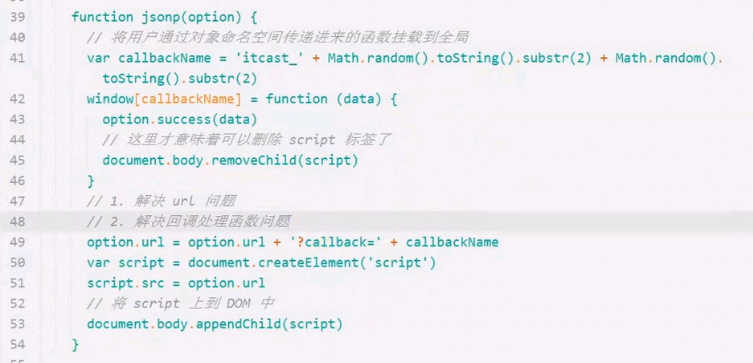 39 function jsonp(option) {
40 // 将用户通过对象命名空间传递进来的函数挂载到全局
41 var callbackName = 'itcast_' + Math.random().toString().substr(2) + Math.random().
toString().substr(2)
42 window[callbackName] = function (data) {
43 option.success(data)
44 // 这里才意味着可以删除 script 标签了
45 document.body.removeChild(script)
46 }
47 // 1. 解决 url 问题
48 // 2. 解决回调处理函数问题
49 option.url = option.url + '?callback=' + callbackName
50 var script = document.createElement('script')
51 script.src = option.url
52 // 将 script 上到 DOM 中
53 document.body.appendChild(script)
54 }